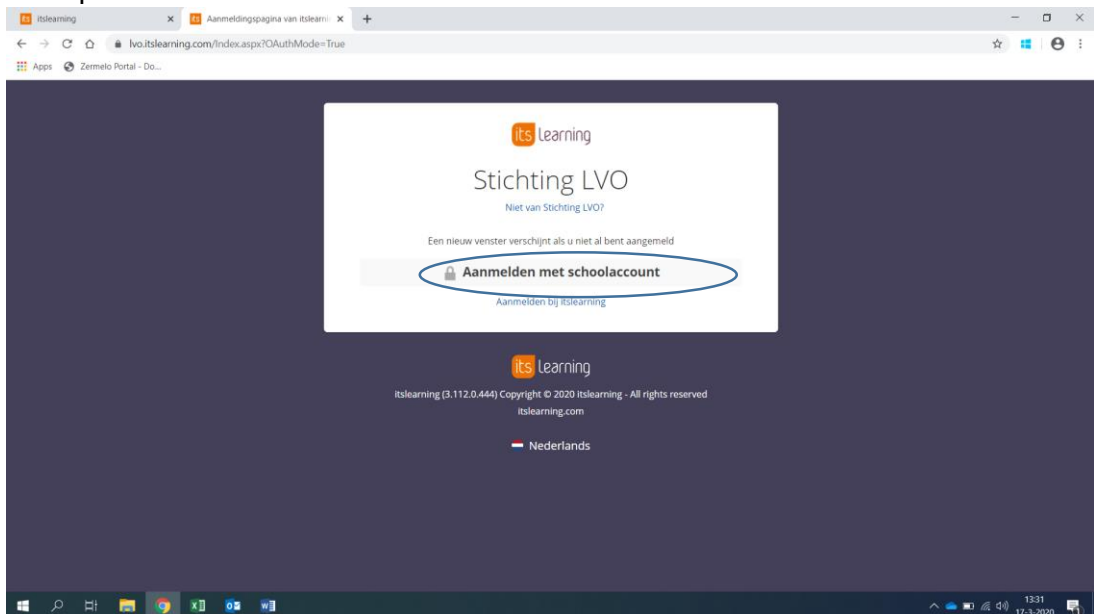 itslearning
Aanmeldingspagina van itslearni
lvo.itslearning.com/Index.aspx?OAuthMode=True
Apps Zermelo Portal - Do...
its learning
Stichting LVO
Niet van Stichting LVO?
Een nieuw venster verschijnt als u niet al bent aangemeld
Aanmelden met schoolaccount
Aanmelden bij itslearning
its learning
itslearning (3.112.0.444) Copyright © 2020 itslearning - All rights reserved
itslearning.com
Nederlands
13:31
17-3-2020